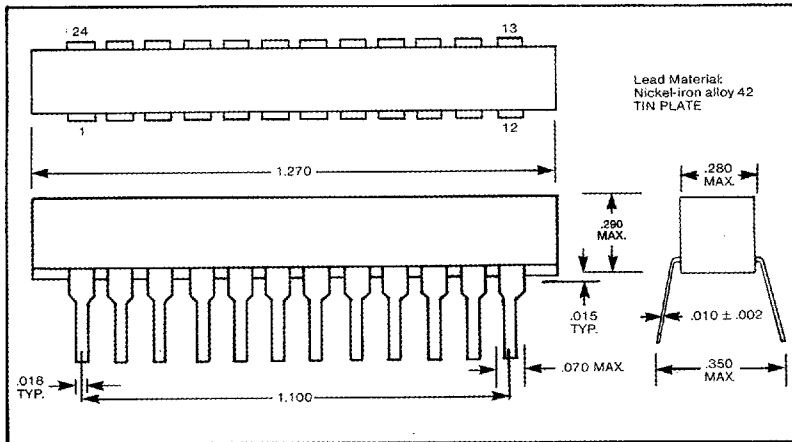 24
13
Lead Material:
Nickel-iron alloy 42
TIN PLATE
1
12
1.270
.280
MAX.
.290
MAX.
.015
TYP.
.010 ± .002
.018
TYP.
.070 MAX.
.350
MAX.
1.100